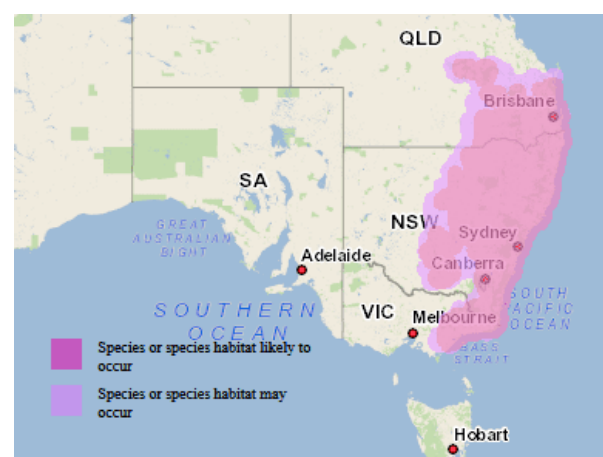 QLD
Brisbane
SA
GREAT
AUSTRALIAN
BIGHT
NSW
Sydney
Adelaide
Canberra
SOUTHERN
OCEAN
VIC
Melbourne
SOUTH
PACIFIC
OCEAN
BASS
STRAIT
Species or species habitat likely to
occur
Species or species habitat may
occur
Hobart